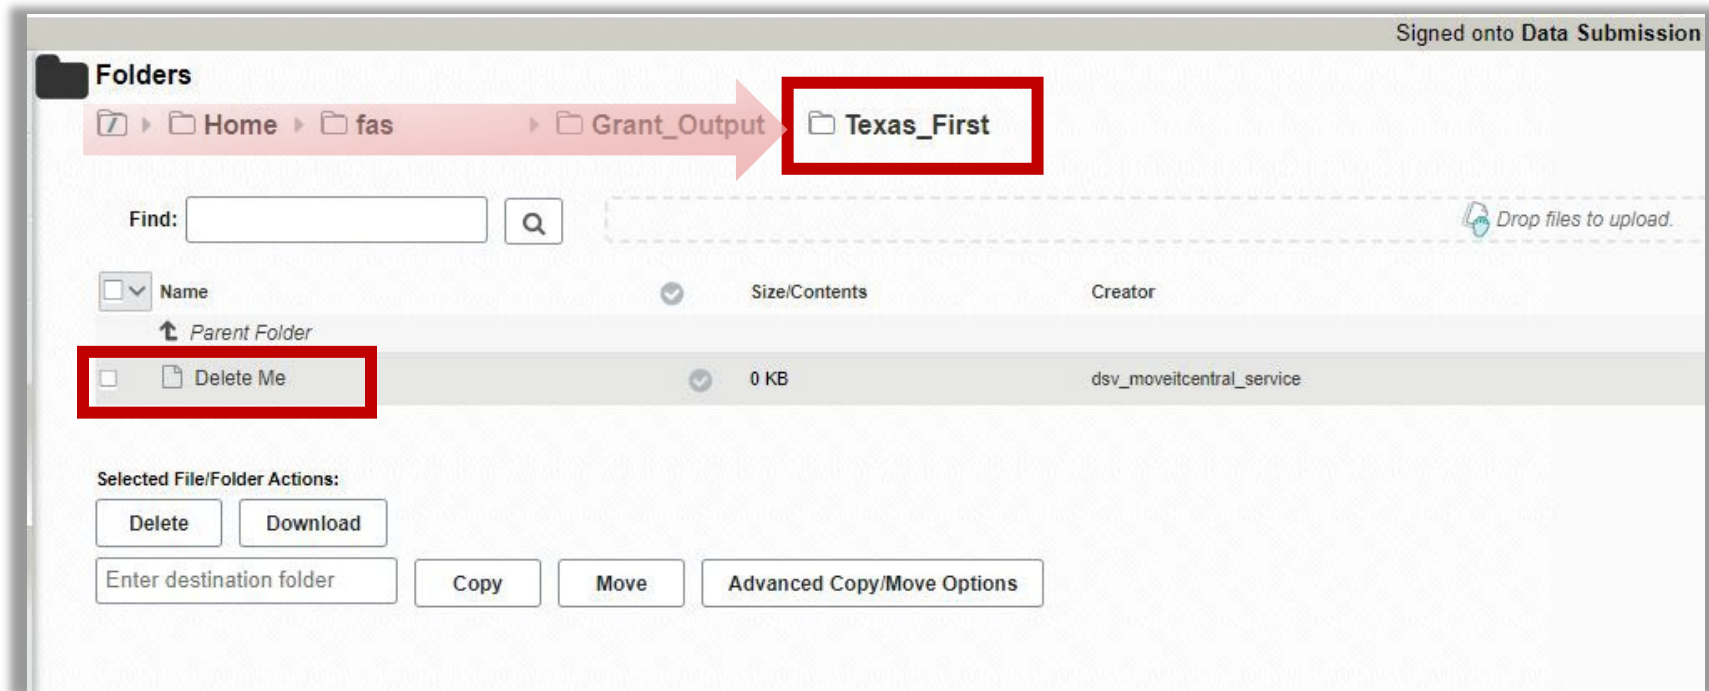 Signed onto Data Submission
Folders
/ Home fas Grant_Output Texas_First
Find: Drop files to upload.
Name Size/Contents Creator
Parent Folder
Delete Me 0 KB dsv_moveitcentral_service
Selected File/Folder Actions:
Delete Download
Enter destination folder Copy Move Advanced Copy/Move Options